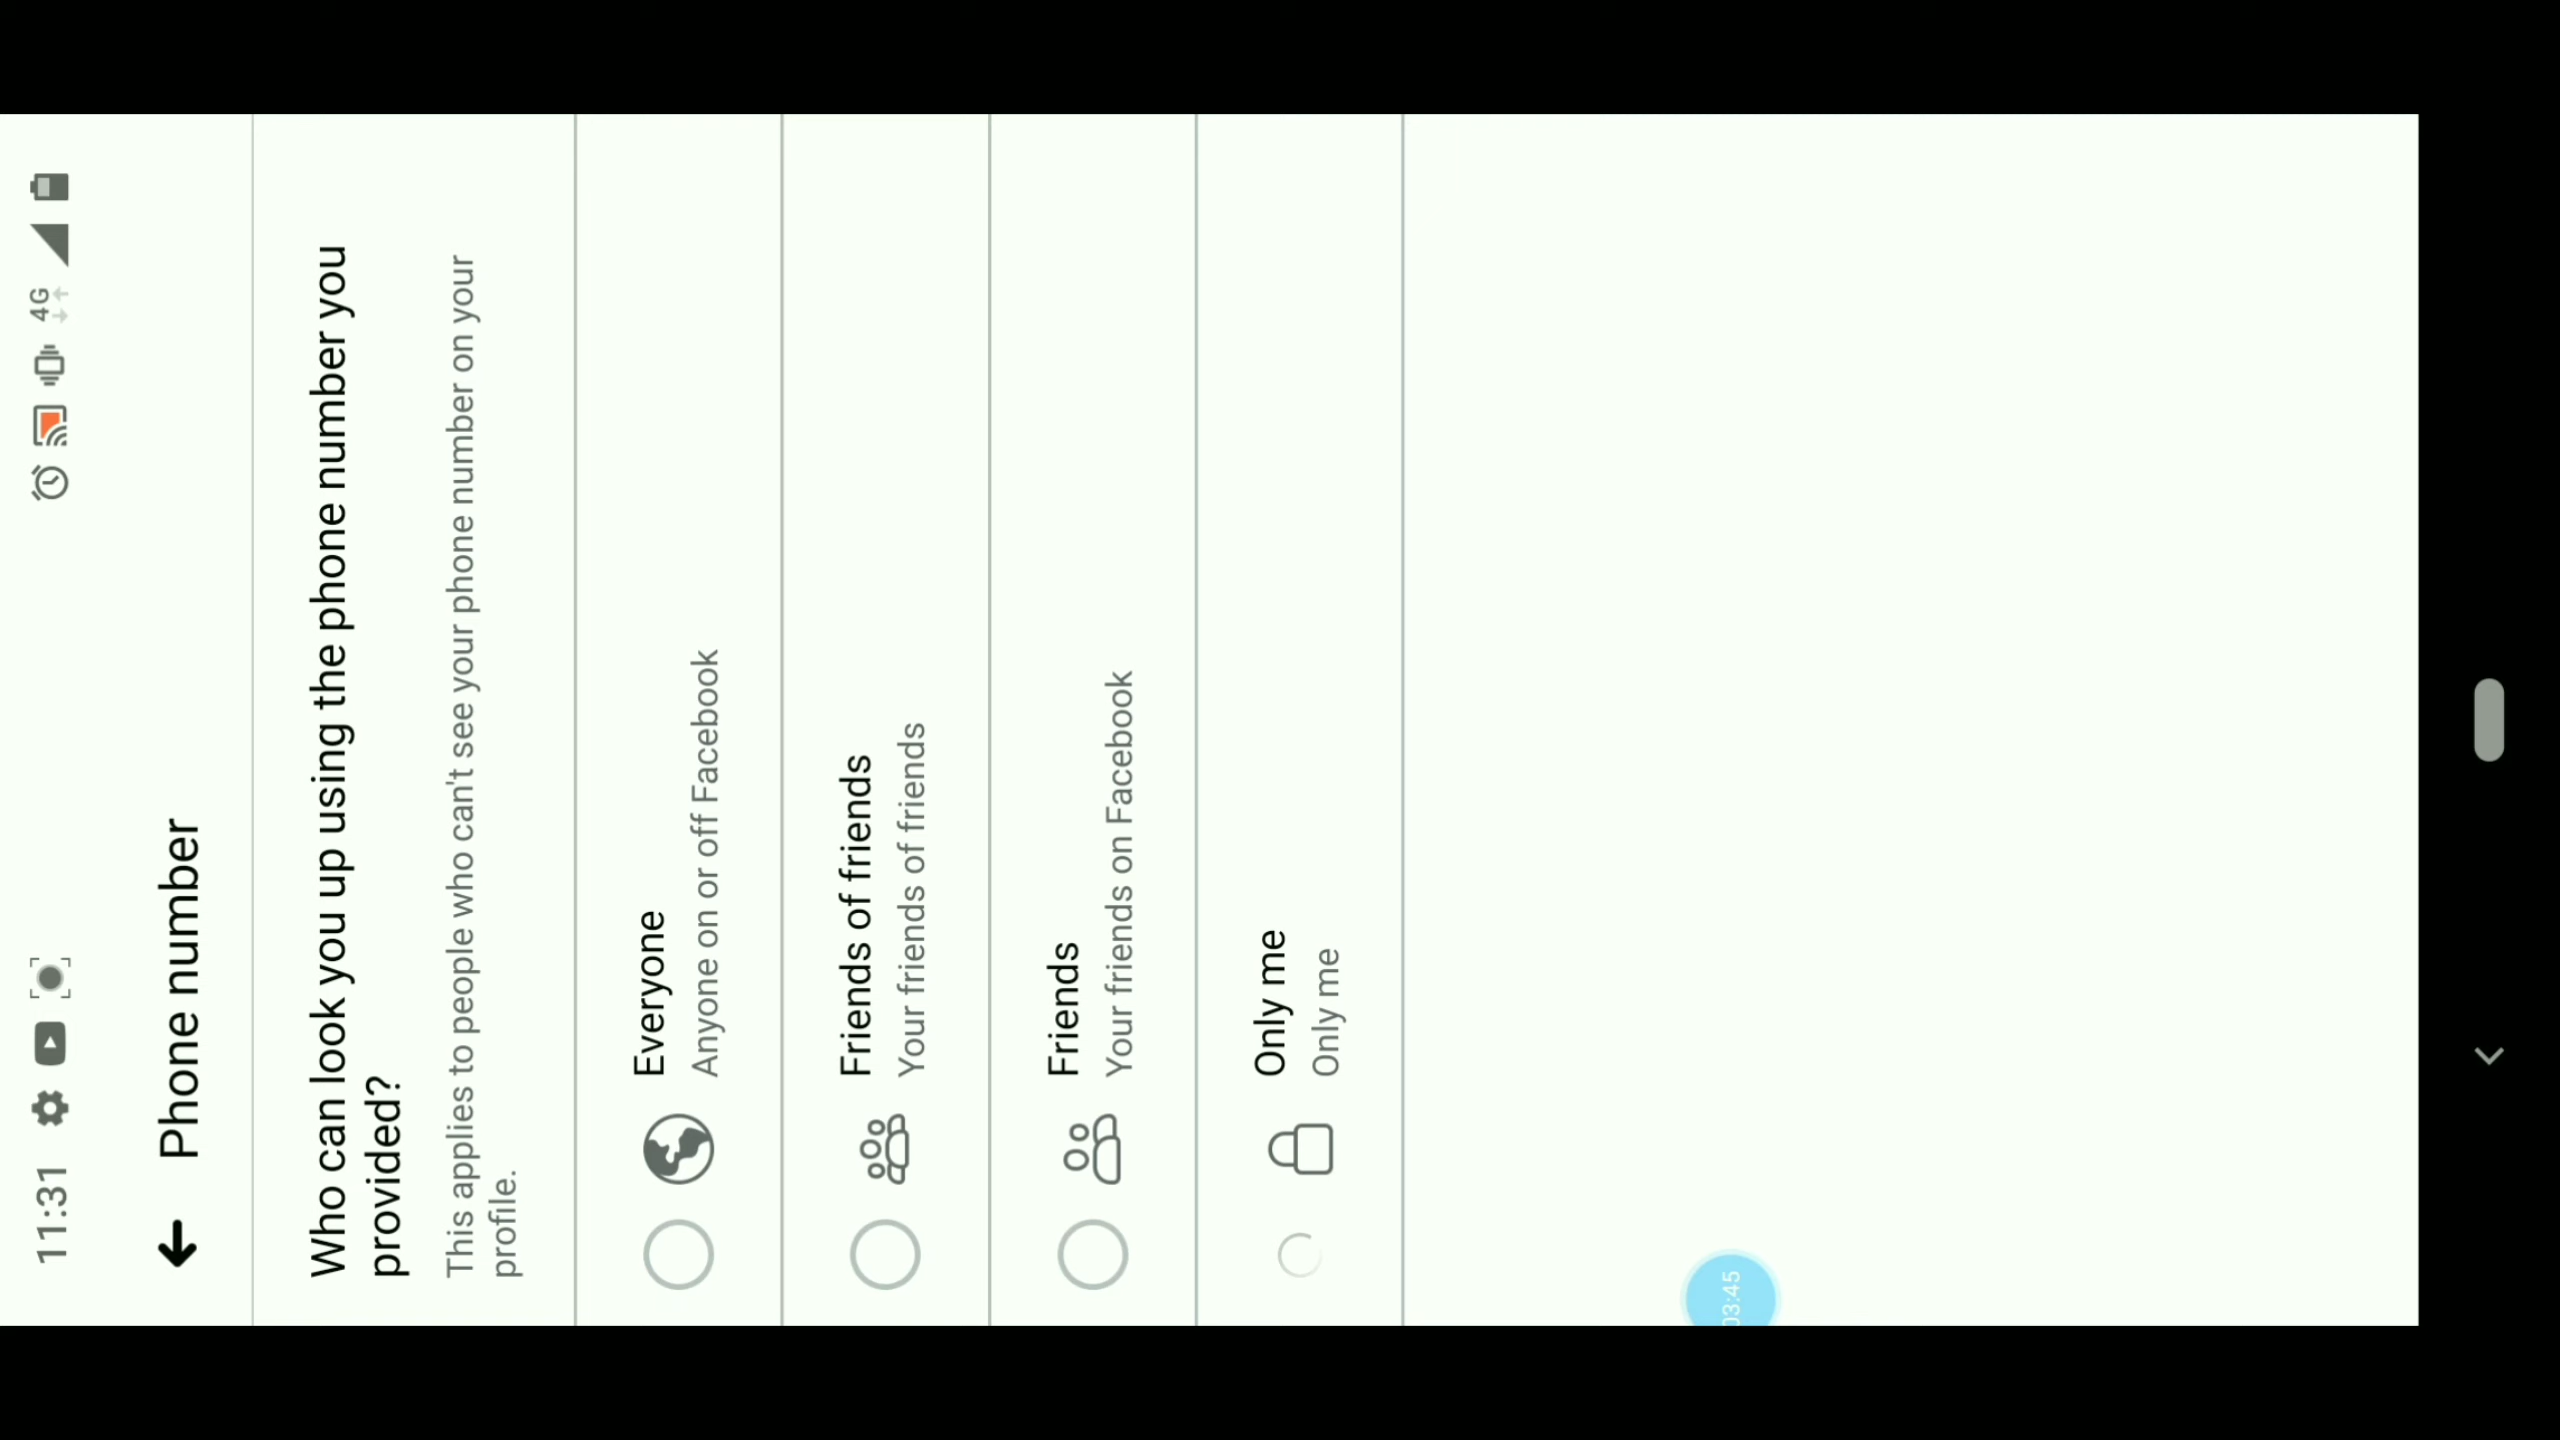 11:31
4G
Phone number
Who can look you up using the phone number you
provided?
This applies to people who can't see your phone number on your
profile.
Everyone
Anyone on or off Facebook
Friends of friends
Your friends of friends
Friends
Your friends on Facebook
Only me
Only me
03:45